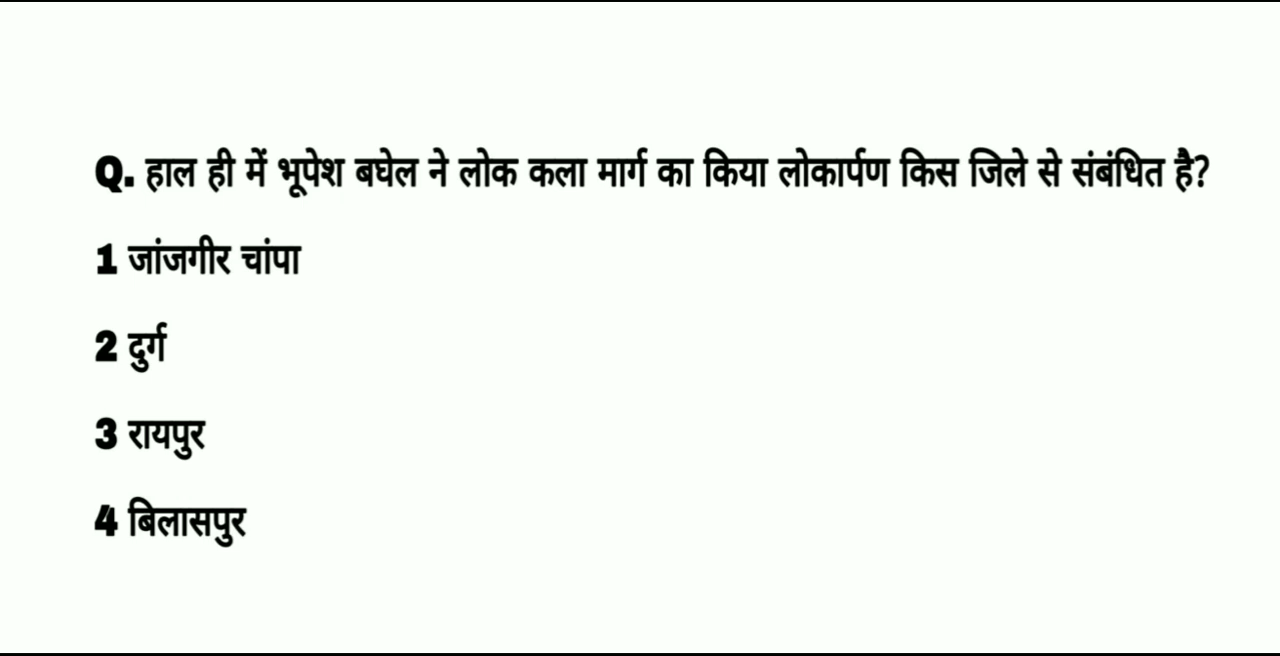 Q. हाल ही में भूपेश बघेल ने लोक कला मार्ग का किया लोकार्पण किस जिले से संबंधित है?
1 जांजगीर चांपा
2 दुर्ग
3 रायपुर
4 बिलासपुर